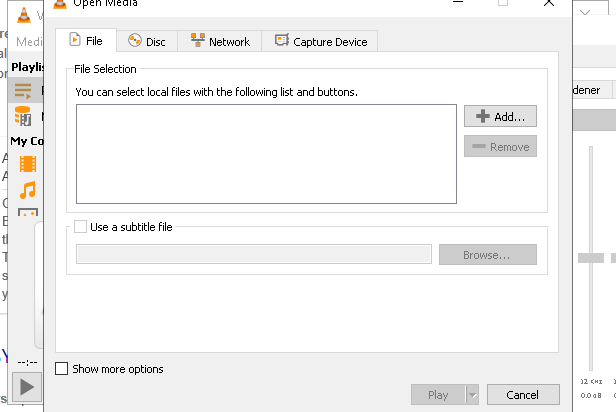 Open Media
Medi
File
Disc
Network
Capture Device
Playlis
My Co
File Selection
You can select local files with the following list and buttons.
Add...
Remove
Use a subtitle file
Browse...
--:--
Show more options
Play
Cancel
dener
12 KHz
0.0 dB